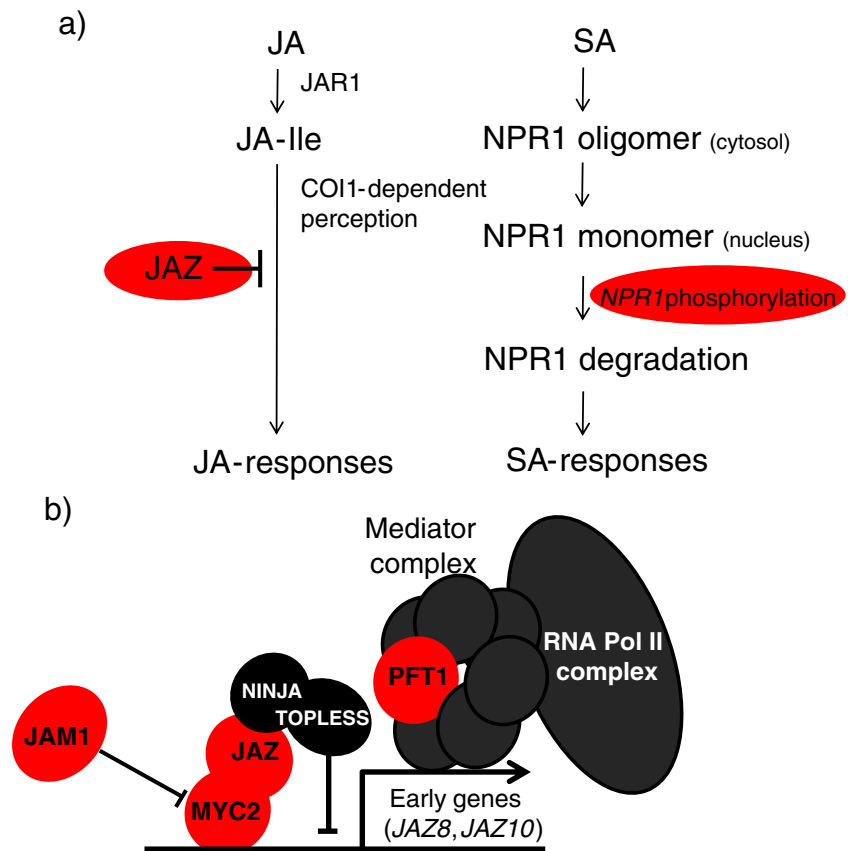 a)
JA
SA
JAR1
JA-Ile
NPR1 oligomer (cytosol)
COI1-dependent
perception
NPR1 monomer (nucleus)
JAZ
NPR1phosphorylation
NPR1 degradation
JA-responses
SA-responses
b)
Mediator
complex
RNA Pol II
complex
PFT1
NINJA
TOPLESS
JAM1
JAZ
MYC2
Early genes
(JAZ8, JAZ10)